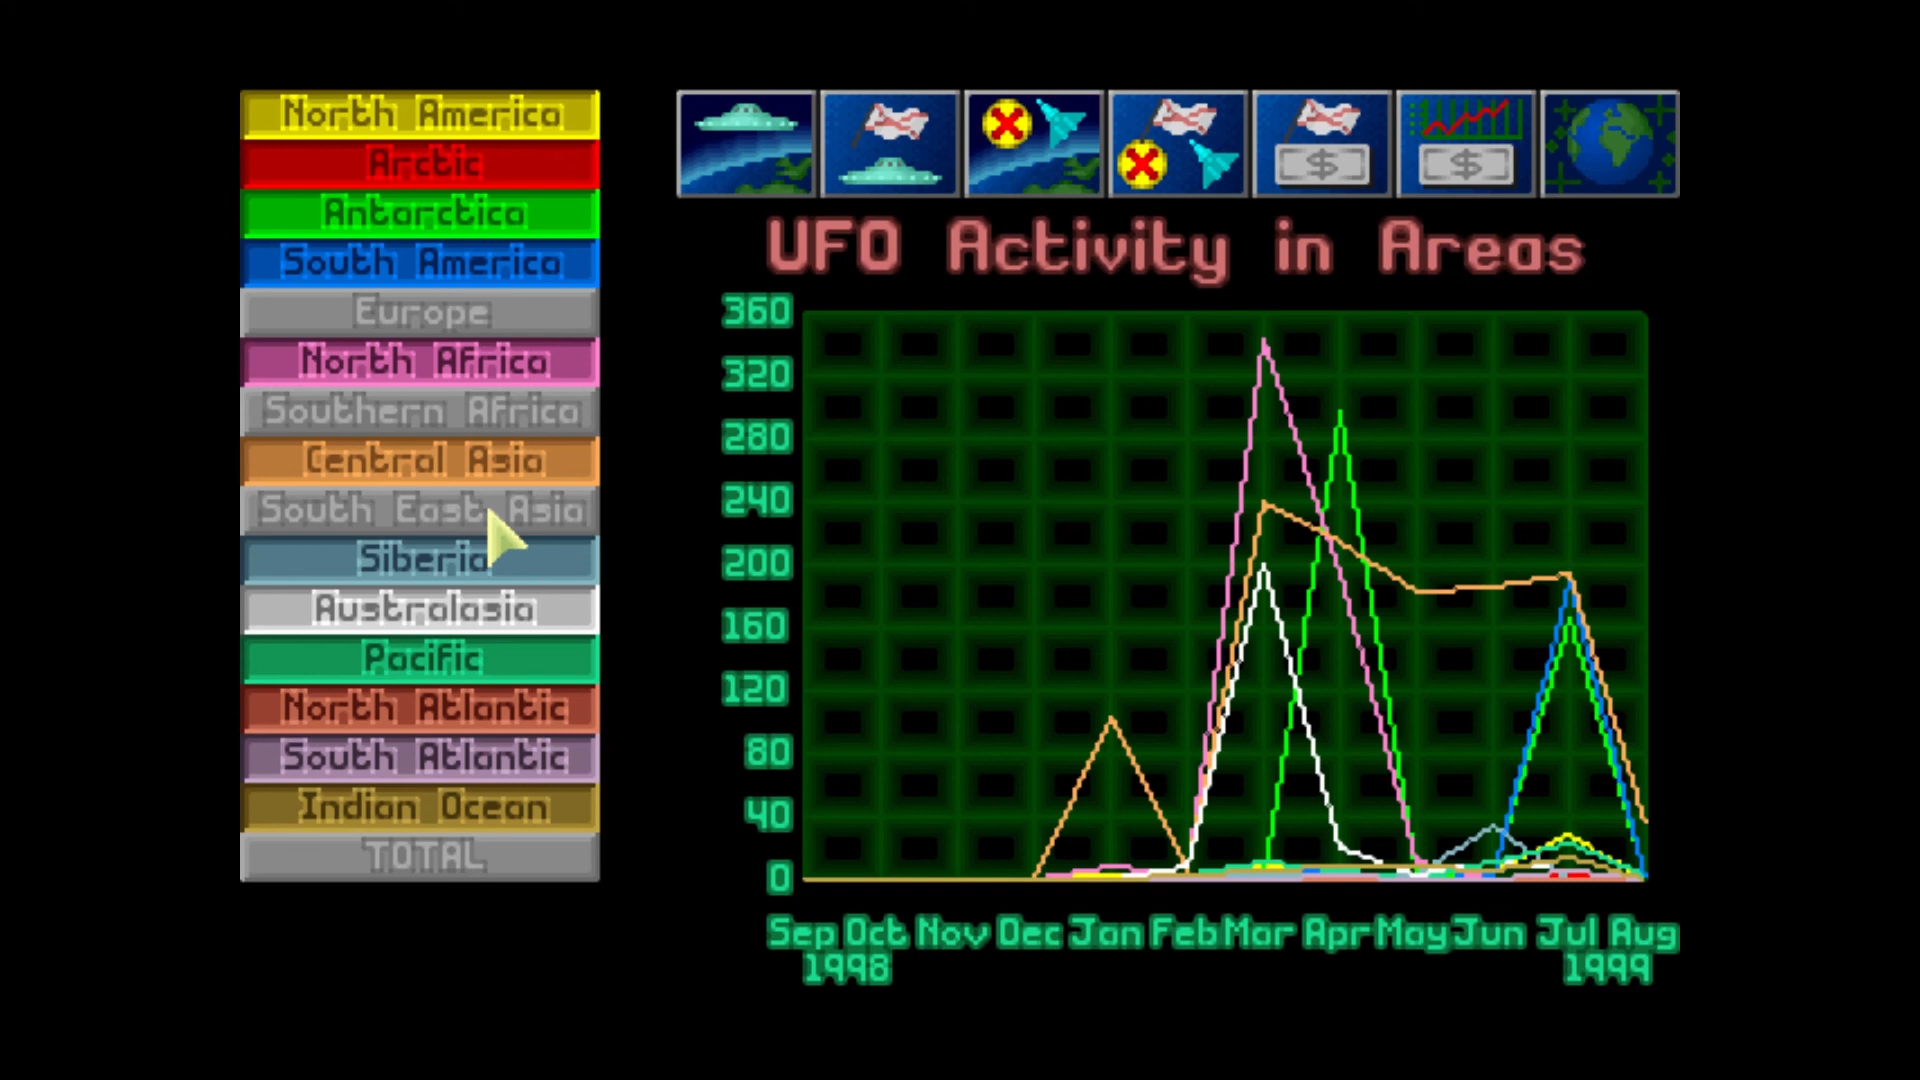 North America
Arctic
Antarctica
South America
Europe
North Africa
Southern Africa
Central Asia
South East Asia
Siberia
Australasia
Pacific
North Atlantic
South Atlantic
Indian Ocean
TOTAL
$ $
UFO Activity in Areas
360
320
280
240
200
160
120
80
40
0
Sep Oct Nov Dec Jan Feb Mar Apr May Jun Jul Aug
1998 1999